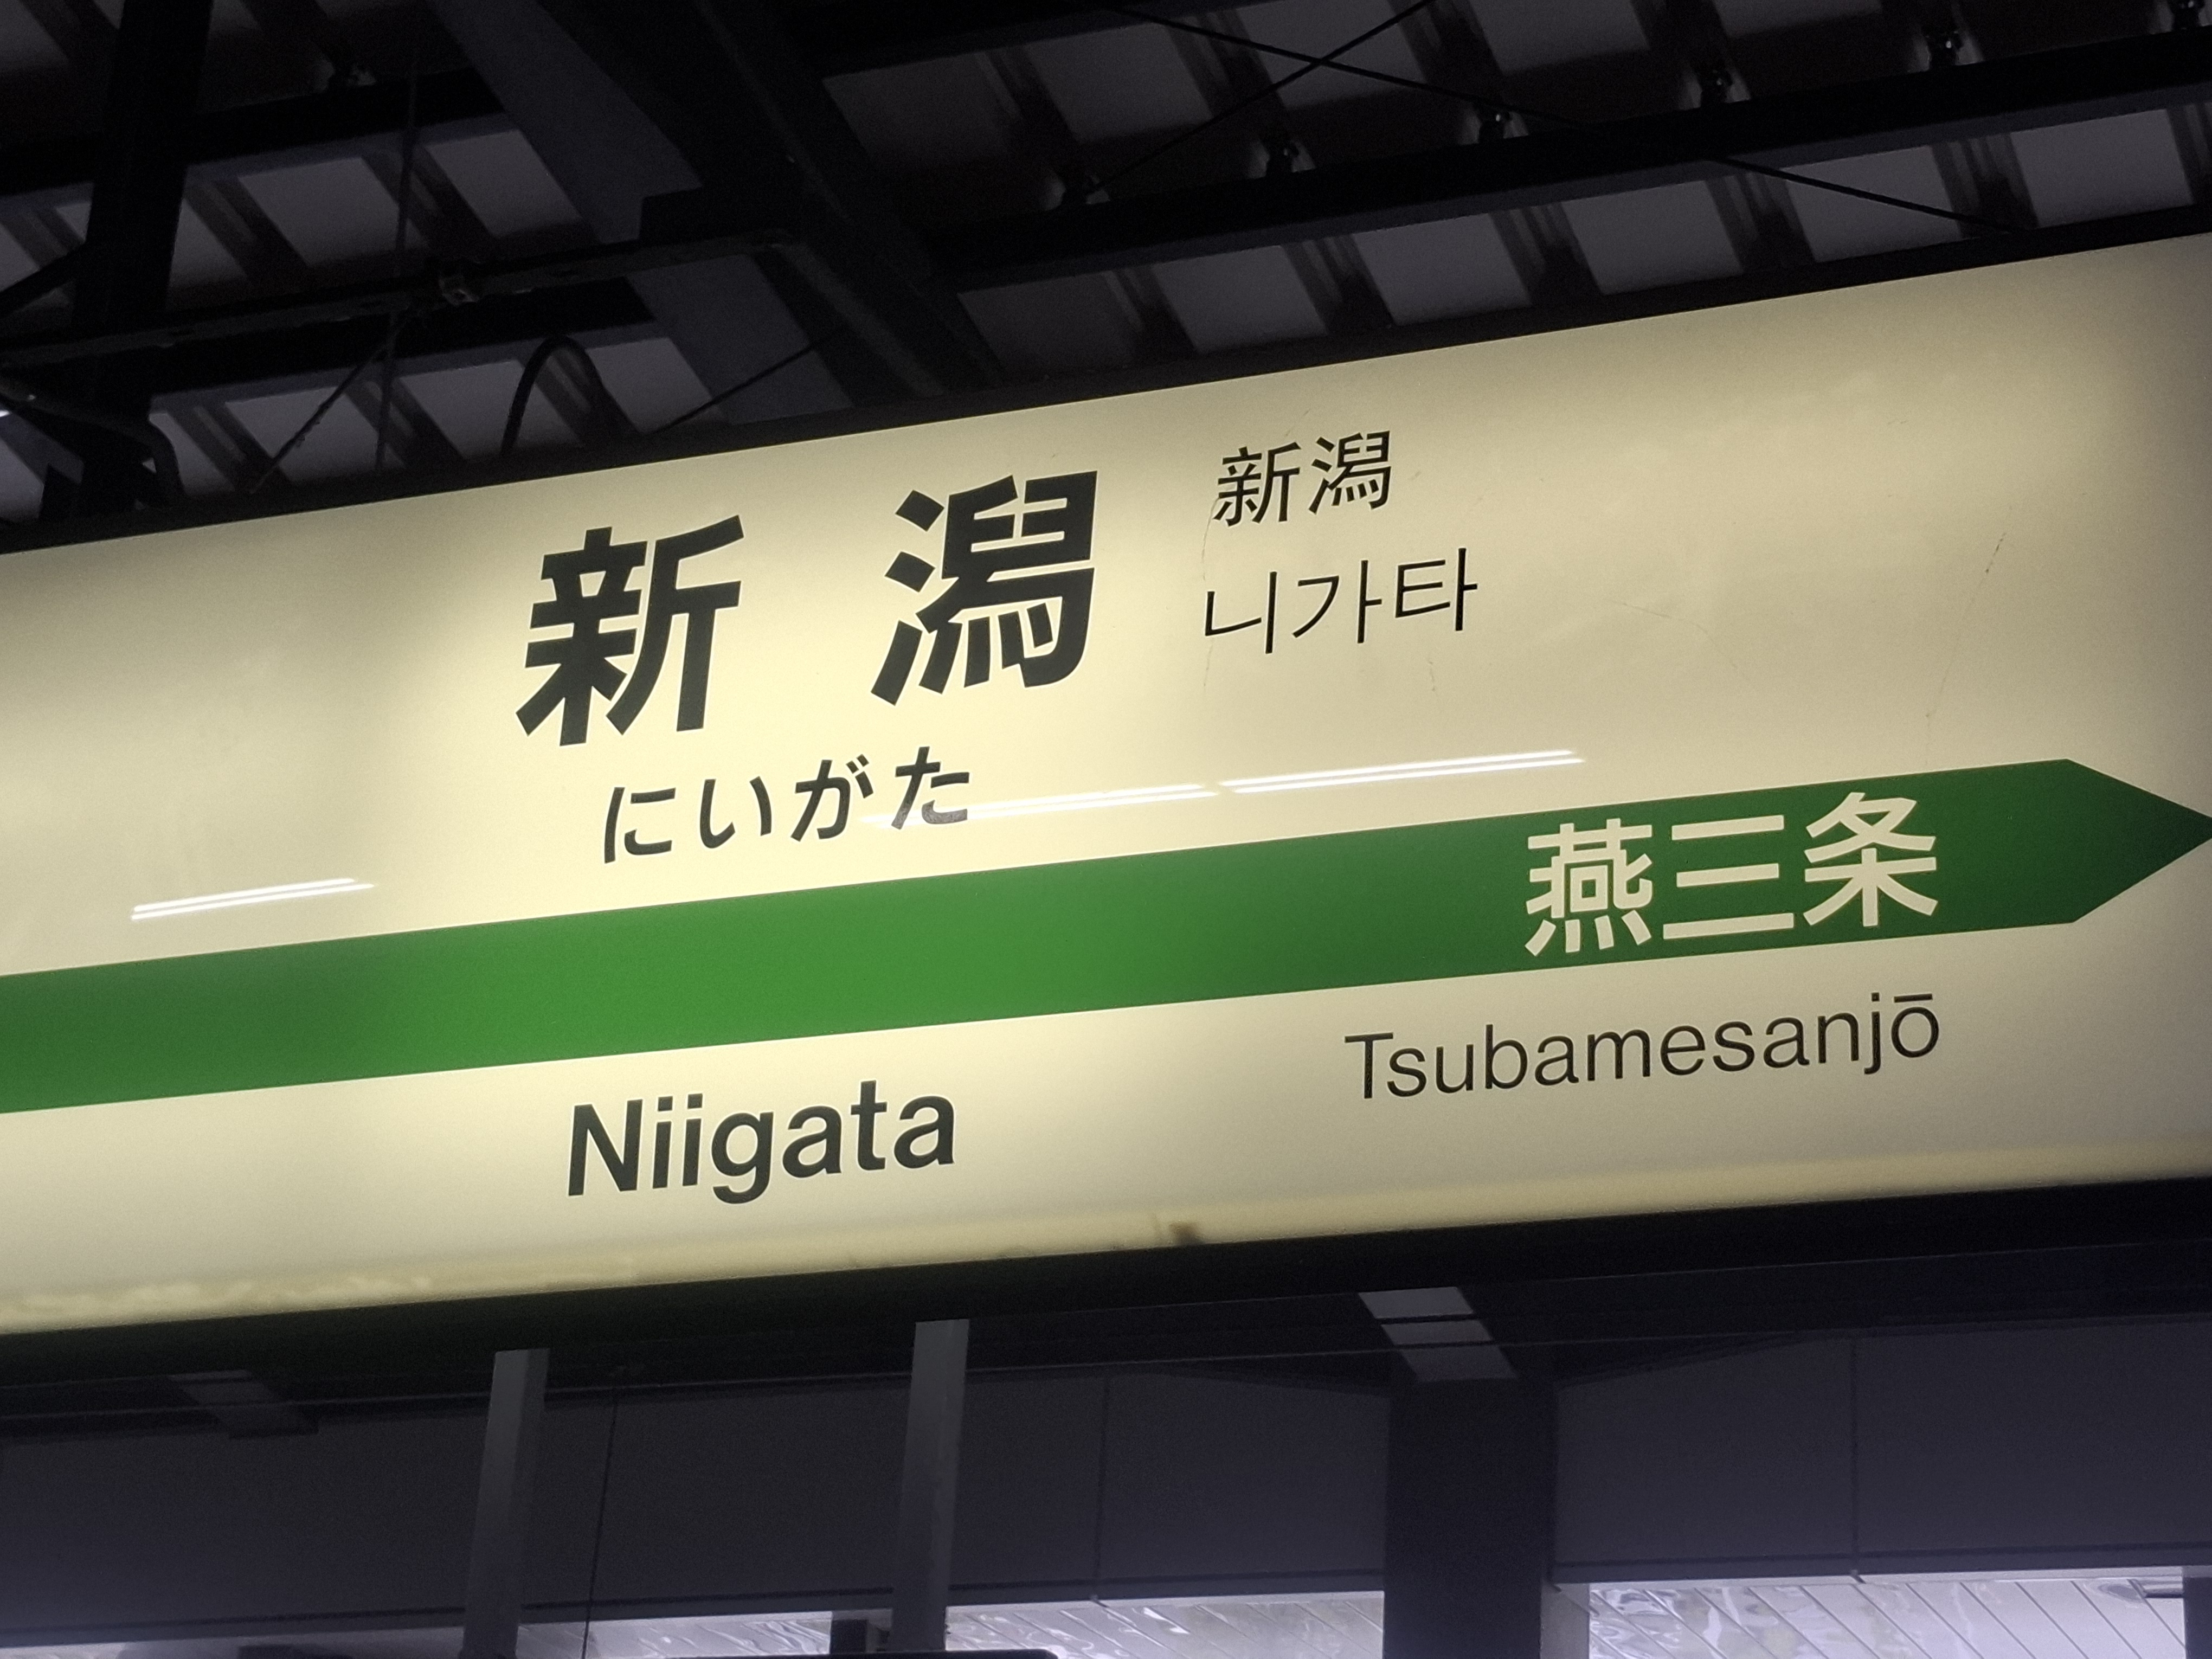 新潟
新潟
니가타
にいがた
燕三条
Tsubamesanjō
Niigata